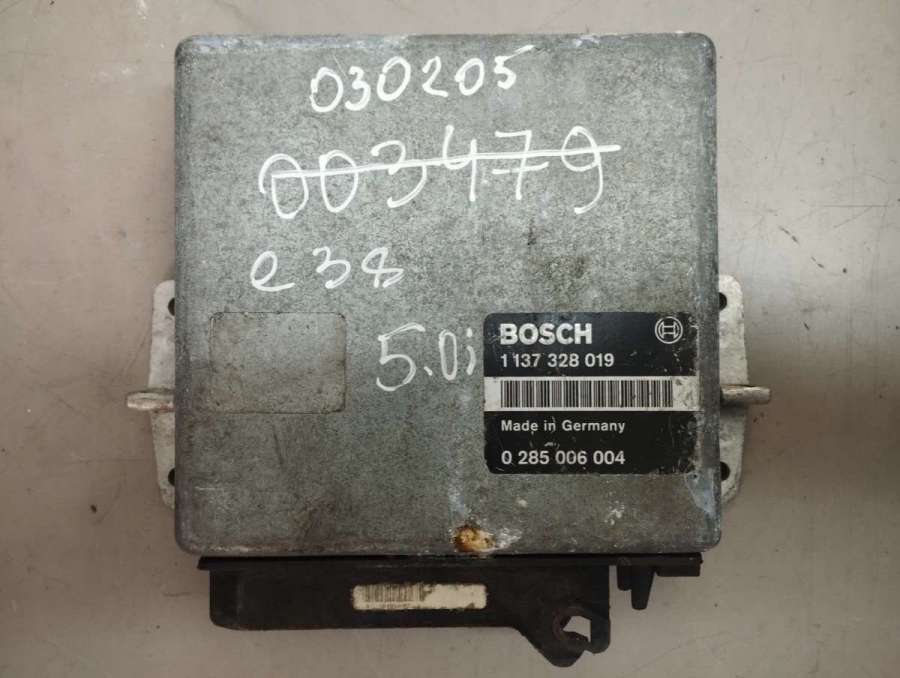 030205
003479
e38
5.0i
BOSCH
1 137 328 019
Made in Germany
0 285 006 004